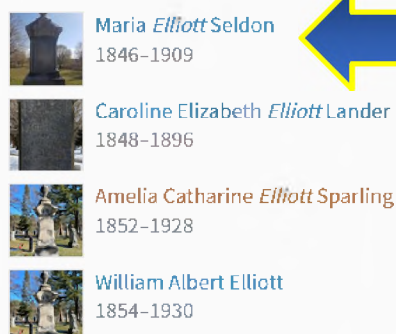 Maria Elliott Seldon
1846–1909
Caroline Elizabeth Elliott Lander
1848–1896
Amelia Catharine Elliott Sparling
1852–1928
William Albert Elliott
1854–1930